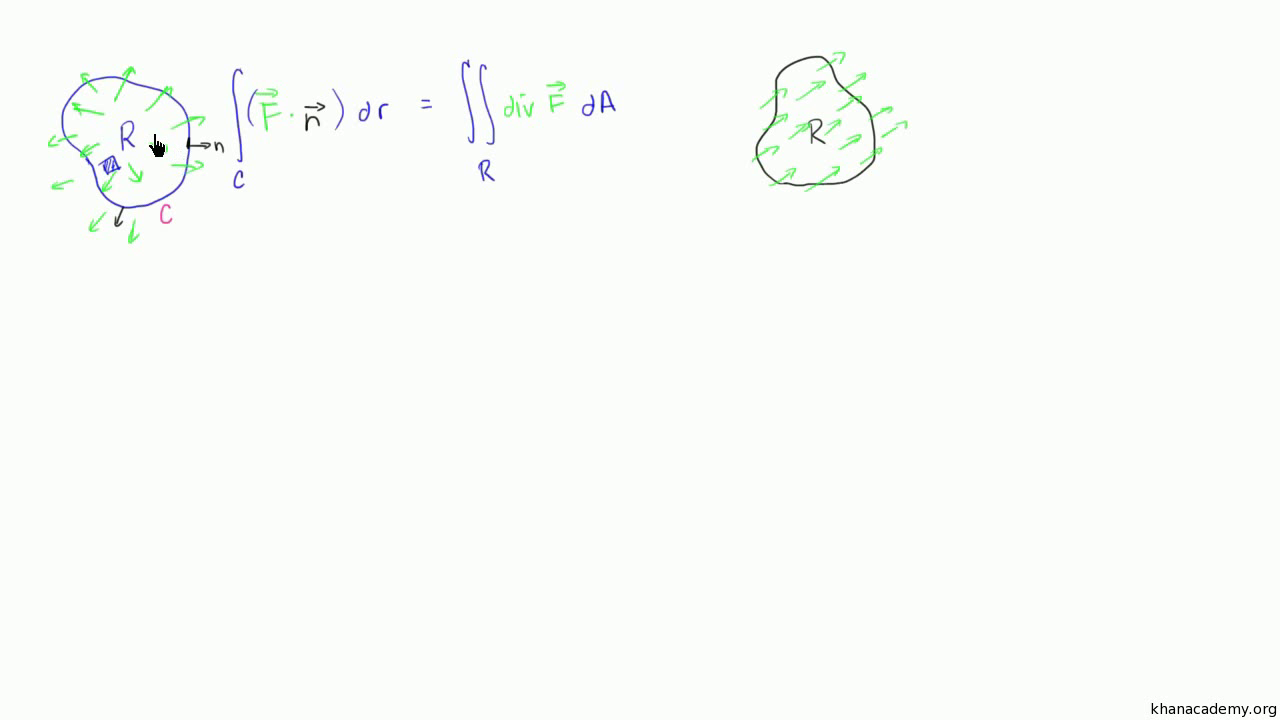 R
n
C
∫ (F⃗ · n⃗) dr = ∬ div F⃗ dA
C R
R
khanacademy.org